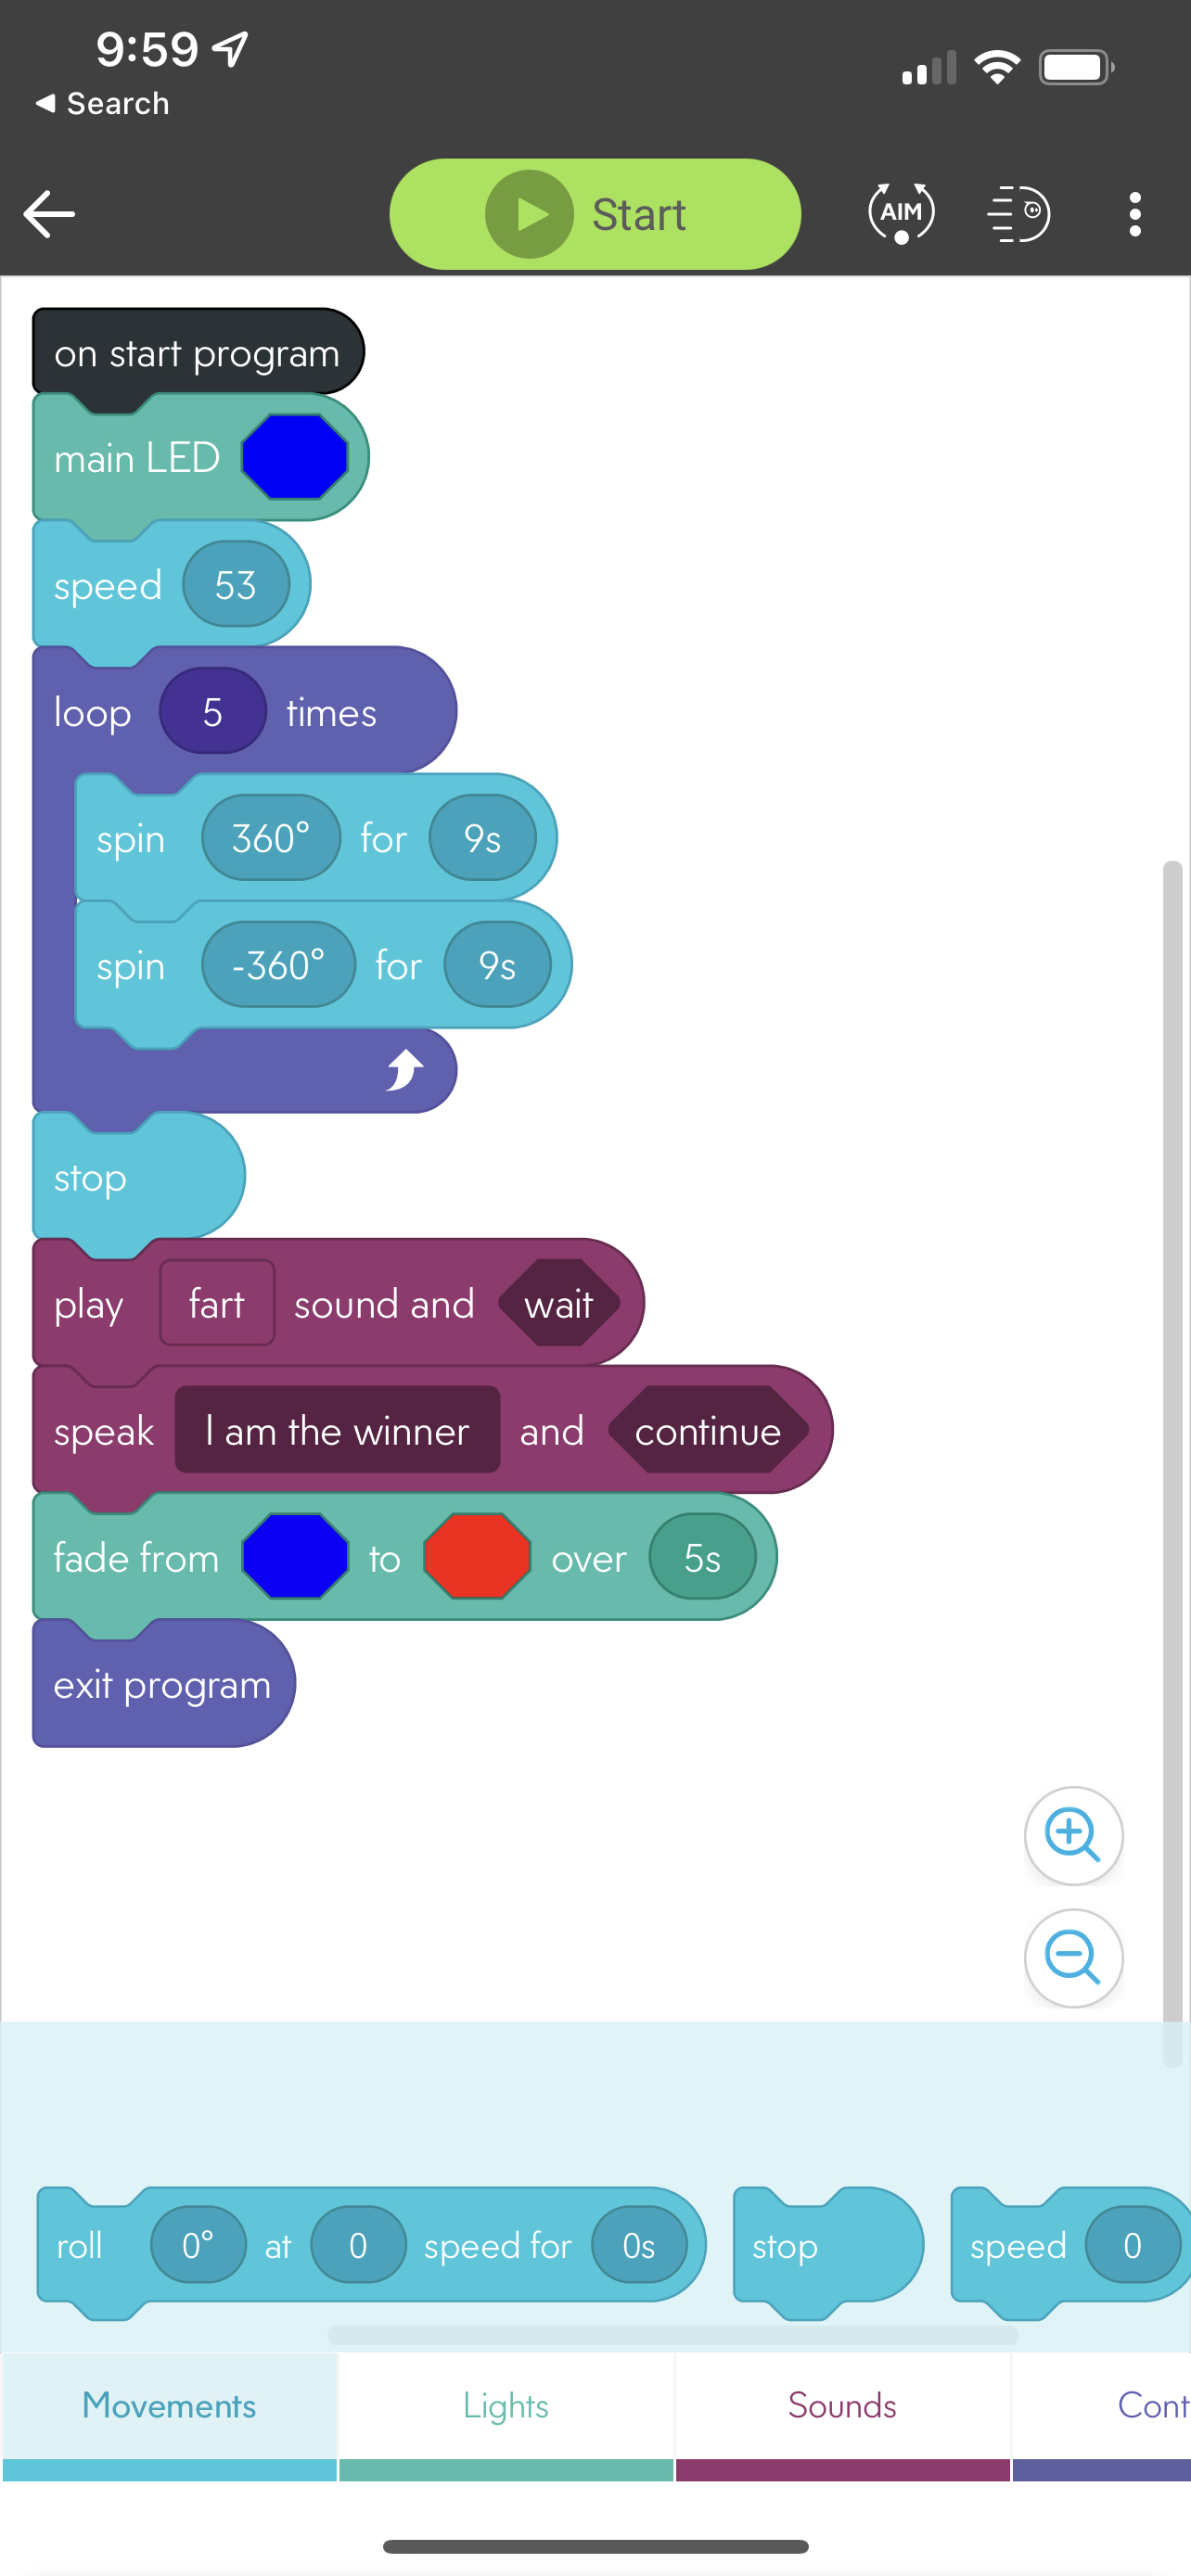 9:59
Search
Start
AIM
on start program
main LED
speed 53
loop 5 times
spin 360° for 9s
spin -360° for 9s
stop
play fart sound and wait
speak I am the winner and continue
fade from to over 5s
exit program
roll 0° at 0 speed for 0s stop speed 0
Movements Lights Sounds Cont